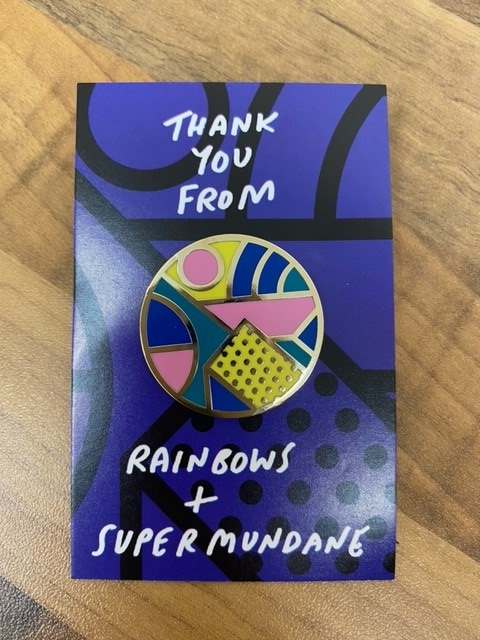 THANK
YOU
FROM
RAINBOWS
+
SUPERMUNDANE